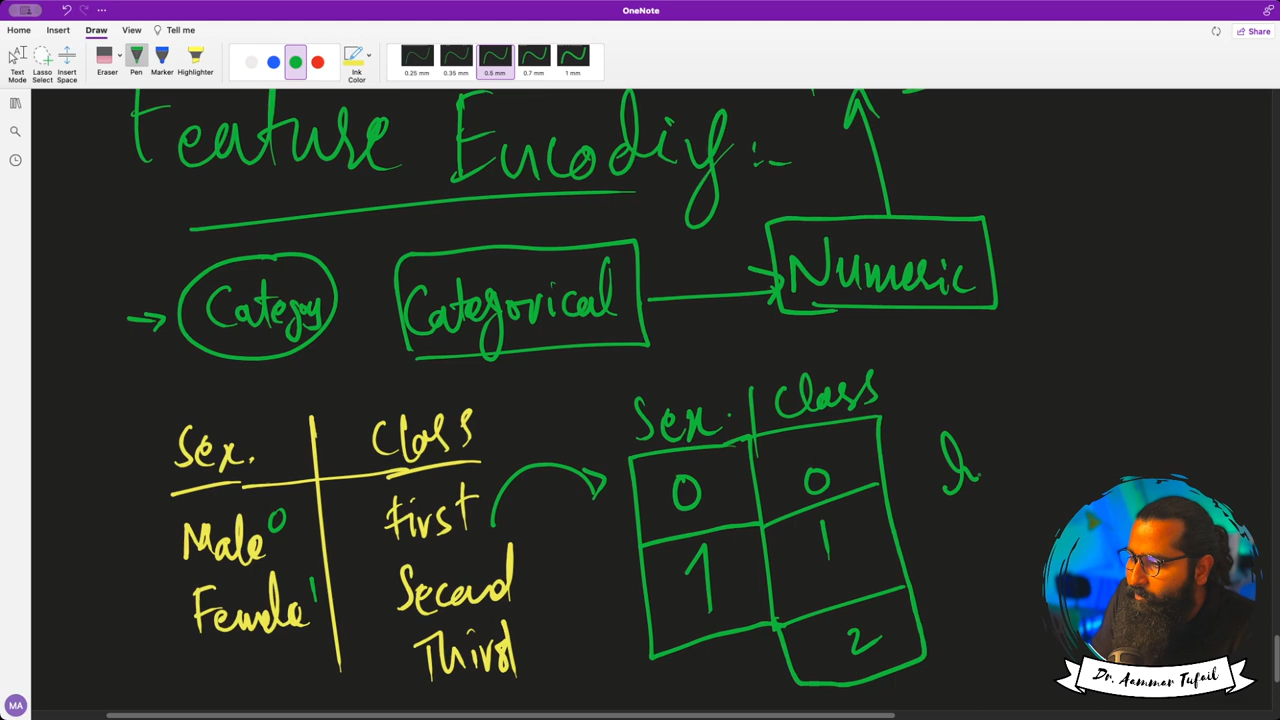 OneNote
Home Insert Draw View Tell me
Share
Text Mode
Lasso Select
Insert Space
Eraser
Pen
Marker
Highlighter
Ink Color
0.25 mm
0.35 mm
0.5 mm
0.7 mm
1 mm
Feature Encodig :-
Categoy Categorical Numeric
Sex. Class
Male 0 First
Female 1 Second
Third
Sex. Class
0 0
1 1
2
MA
Dr. Aammar Tufail